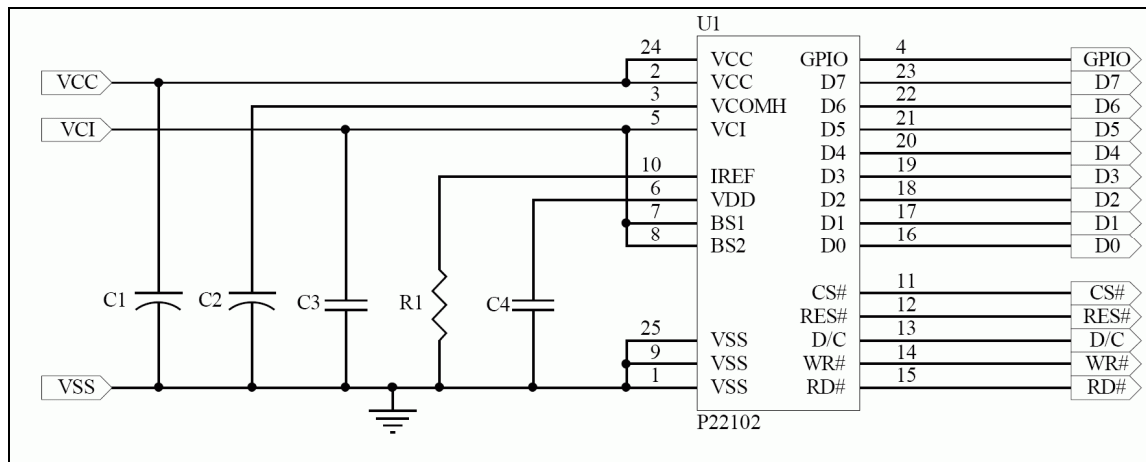 U1
24 VCC GPIO 4 GPIO
VCC 2 VCC D7 23 D7
3 VCOMH D6 22 D6
VCI 5 VCI D5 21 D5
D4 20 D4
10 IREF D3 19 D3
6 VDD D2 18 D2
7 BS1 D1 17 D1
8 BS2 D0 16 D0
C1 C2 C3 R1 C4
CS# 11 CS#
RES# 12 RES#
25 VSS D/C 13 D/C
9 VSS WR# 14 WR#
VSS 1 VSS RD# 15 RD#
P22102